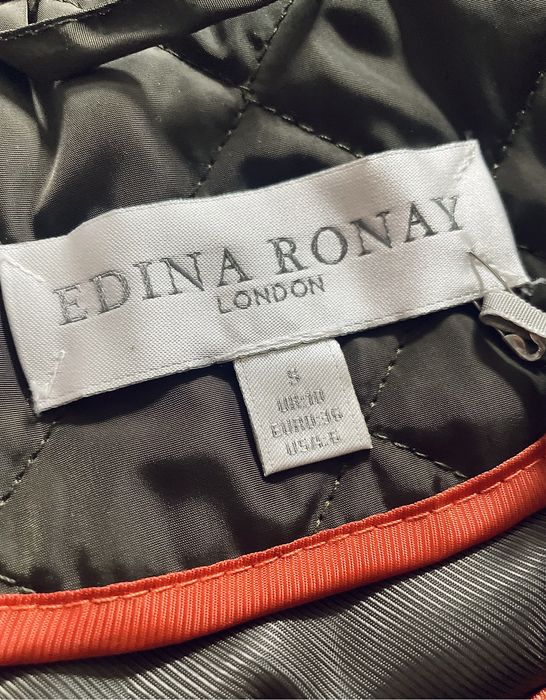 EDINA RONAY
LONDON
S
UK:10
EURO:36
US/S:6